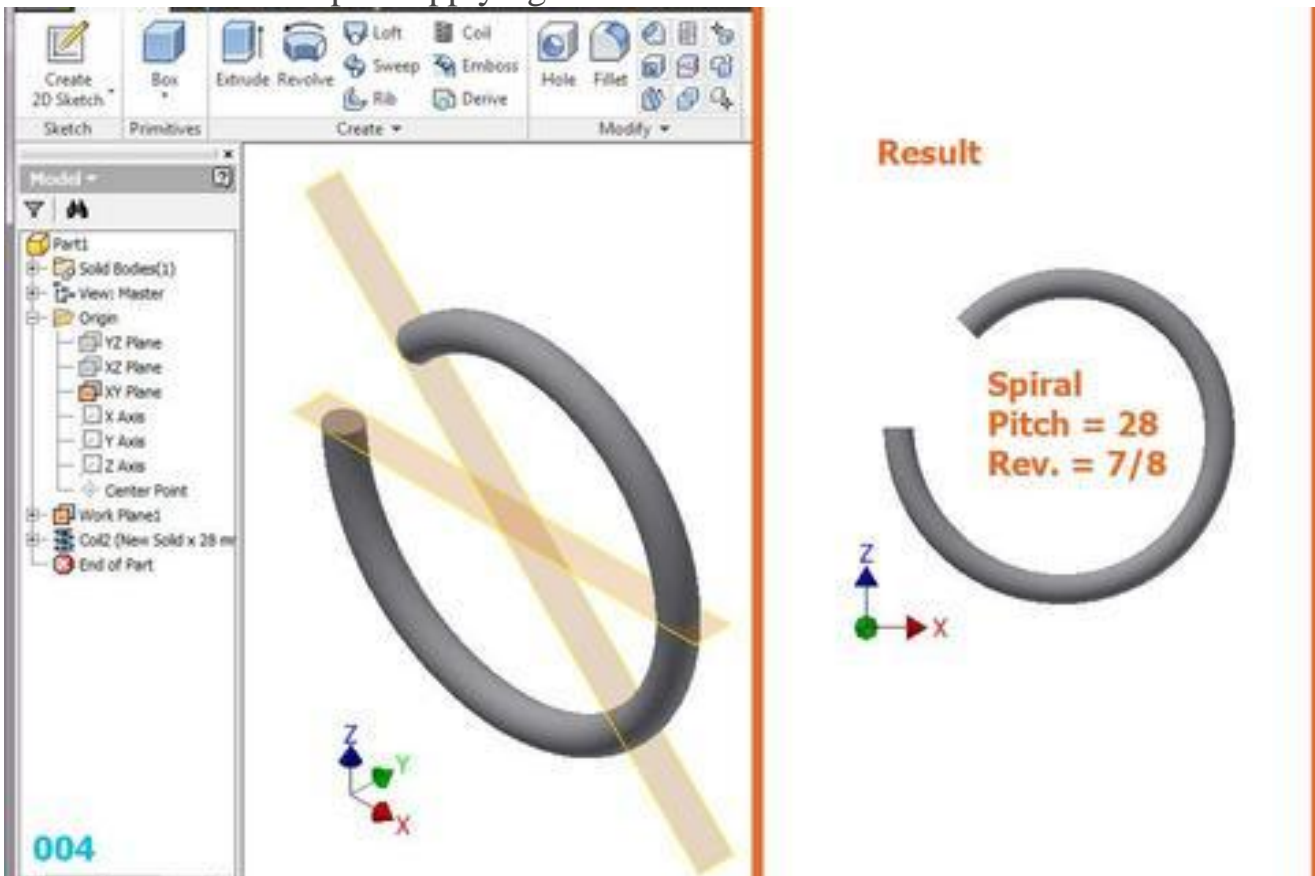 Create
2D Sketch
Box
Extrude
Revolve
Loft
Sweep
Rib
Coil
Emboss
Derive
Hole
Fillet
Sketch
Primitives
Create
Modify
Model
Part1
Solid Bodies(1)
View: Master
Origin
YZ Plane
XZ Plane
XY Plane
X Axis
Y Axis
Z Axis
Center Point
Work Plane1
Coil2 (New Solid x 28 m
End of Part
Z
Y
X
004
Result
Spiral
Pitch = 28
Rev. = 7/8
Z
X